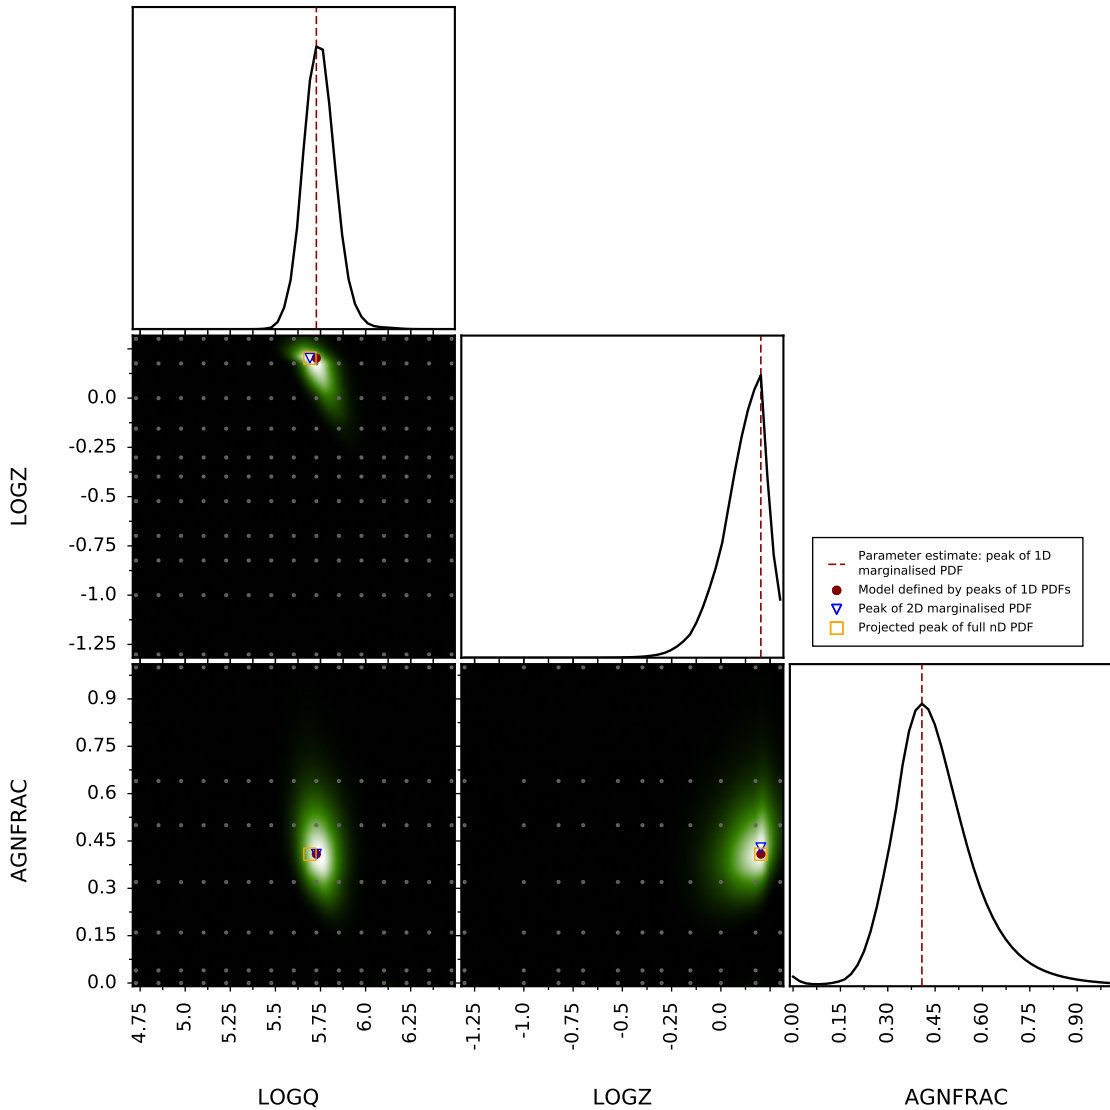 LOGZ
0.0
-0.25
-0.5
-0.75
-1.0
-1.25
Parameter estimate: peak of 1D
marginalised PDF
Model defined by peaks of 1D PDFs
Peak of 2D marginalised PDF
Projected peak of full nD PDF
AGNFRAC
0.9
0.75
0.6
0.45
0.3
0.15
0.0
4.75 5.0 5.25 5.5 5.75 6.0 6.25
-1.25 -1.0 -0.75 -0.5 -0.25 0.0
0.00 0.15 0.30 0.45 0.60 0.75 0.90
LOGQ LOGZ AGNFRAC